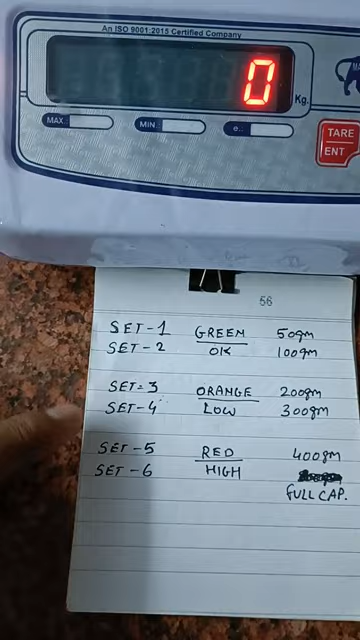 An ISO 9001:2015 Certified Company
0 Kg.
MAX. MIN. e..
TARE
ENT
56
SET-1 GREEN 50gm
SET-2 OK 100gm
SET-3 ORANGE 200gm
SET-4 LOW 300gm
SET-5 RED 400gm
SET-6 HIGH
FULL CAP.